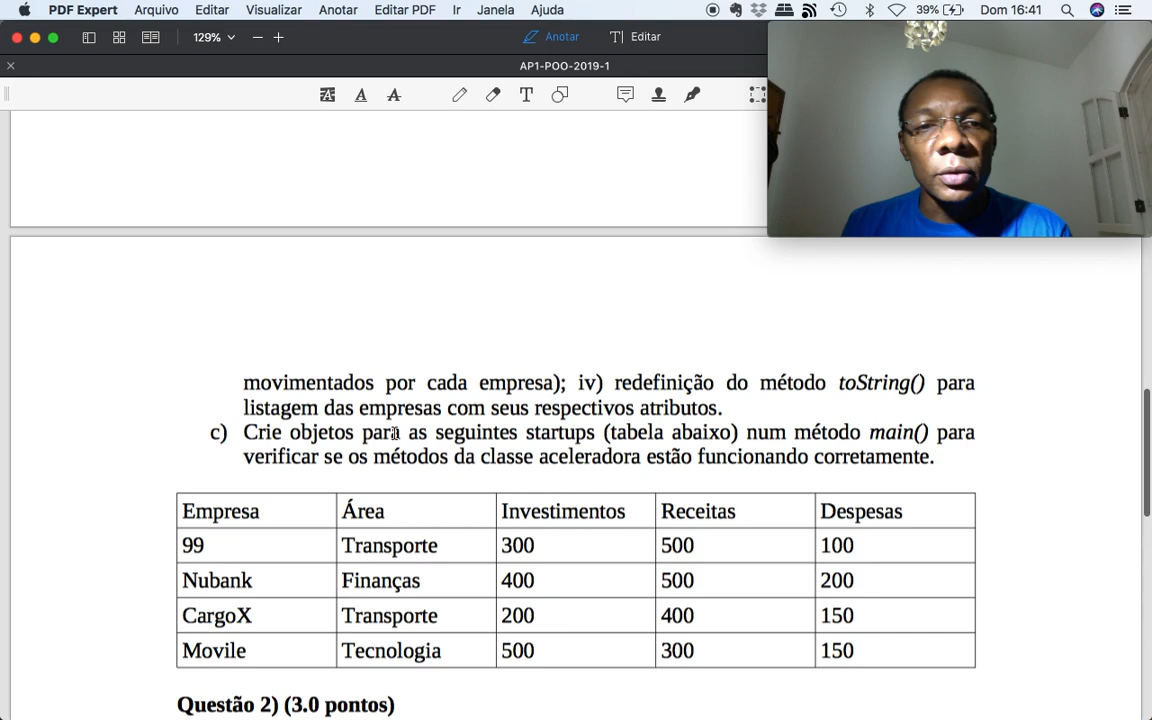 PDF Expert Arquivo Editar Visualizar Anotar Editar PDF Ir Janela Ajuda 39% Dom 16:41
129% Anotar Editar
AP1-POO-2019-1
movimentados por cada empresa); iv) redefinição do método toString() para
listagem das empresas com seus respectivos atributos.
c) Crie objetos para as seguintes startups (tabela abaixo) num método main() para
verificar se os métodos da classe aceleradora estão funcionando corretamente.
Empresa Área Investimentos Receitas Despesas
99 Transporte 300 500 100
Nubank Finanças 400 500 200
CargoX Transporte 200 400 150
Movile Tecnologia 500 300 150
Questão 2) (3.0 pontos)